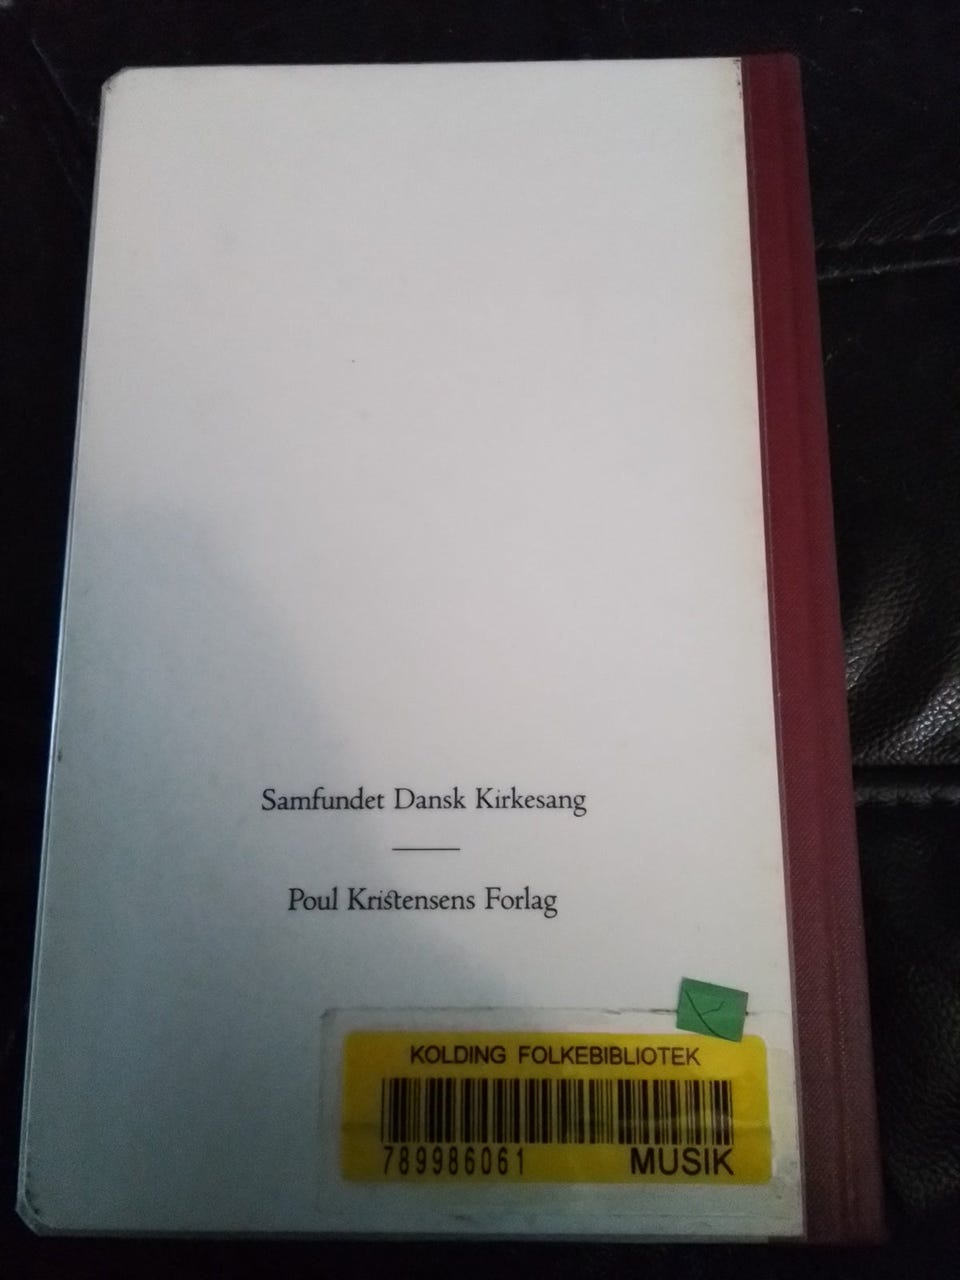 Samfundet Dansk Kirkesang
Poul Kristensens Forlag
KOLDING FOLKEBIBLIOTEK
789986061 MUSIK